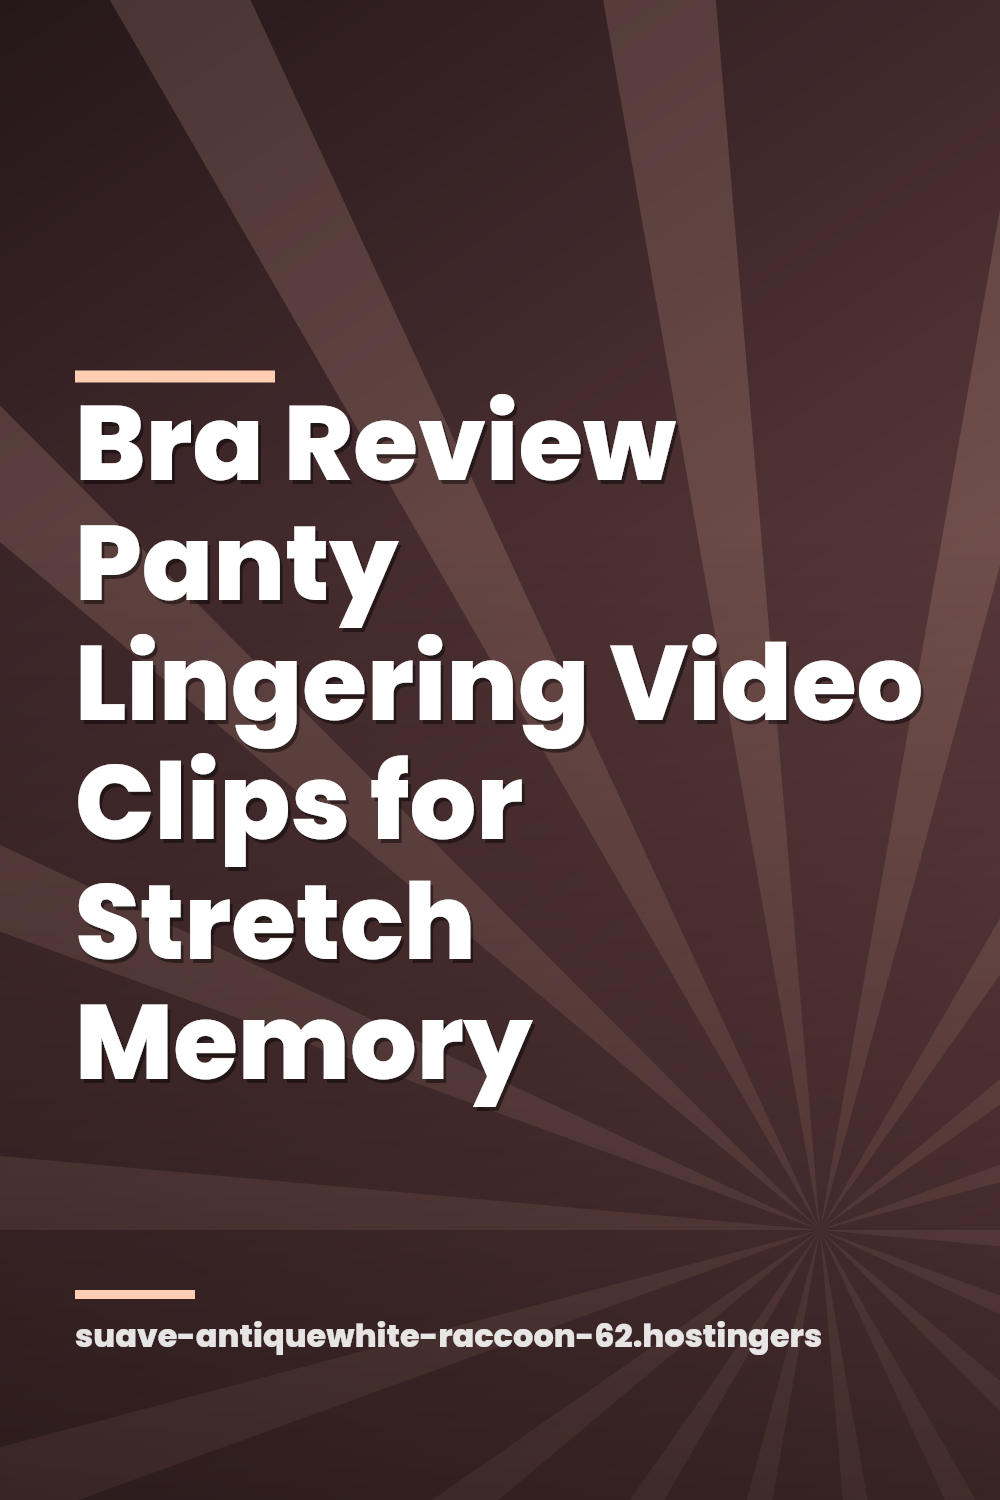 Bra Review
Panty
Lingering Video
Clips for
Stretch
Memory
suave-antiquewhite-raccoon-62.hostingers